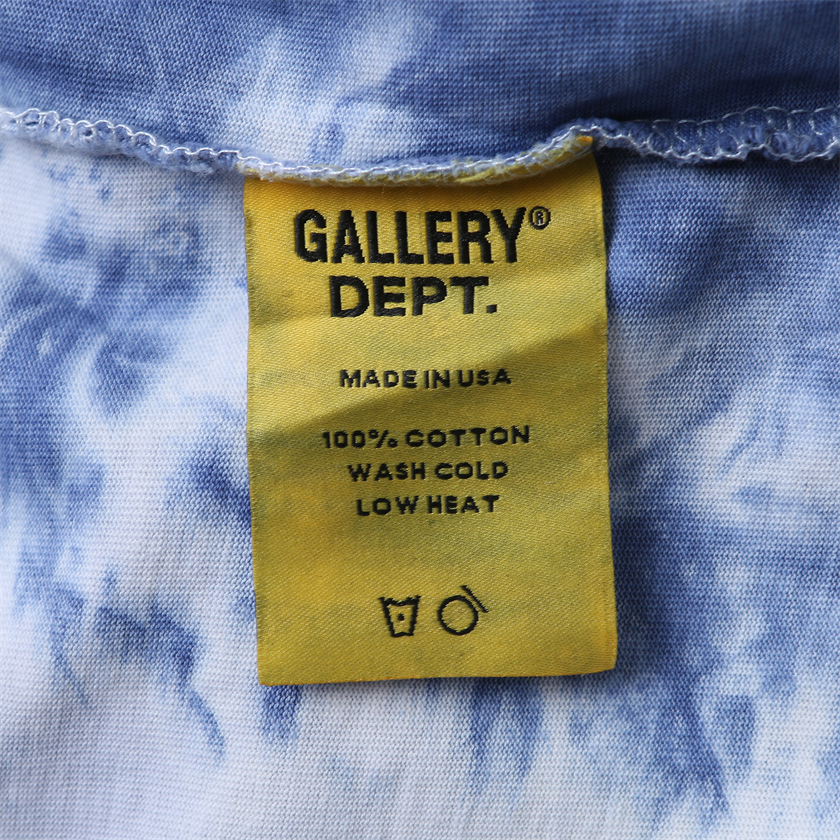 GALLERY®
DEPT.
MADE IN USA
100% COTTON
WASH COLD
LOW HEAT